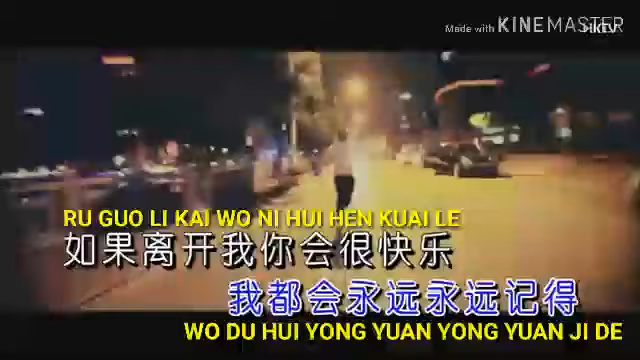 Made with KINEMASTER
HKTV
RU GUO LI KAI WO NI HUI HEN KUAI LE
如果离开我你会很快乐
我都会永远永远记得
WO DU HUI YONG YUAN YONG YUAN JI DE